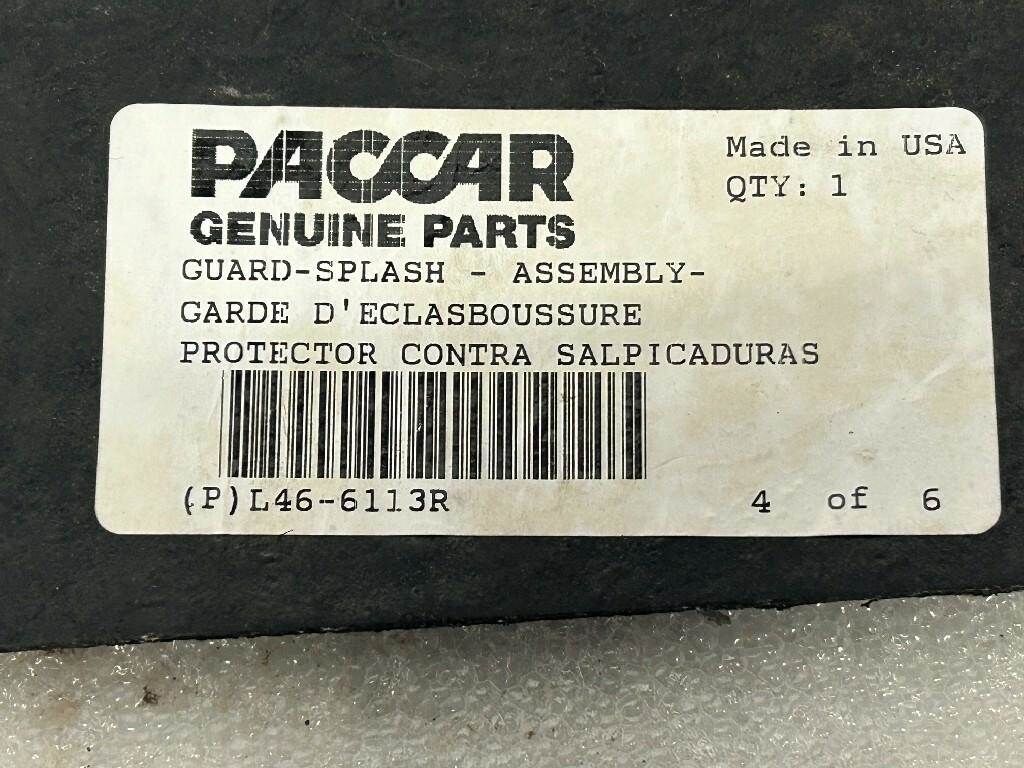 PACCAR
GENUINE PARTS
Made in USA
QTY: 1
GUARD-SPLASH - ASSEMBLY-
GARDE D'ECLASBOUSSURE
PROTECTOR CONTRA SALPICADURAS
(P)L46-6113R
4 of 6